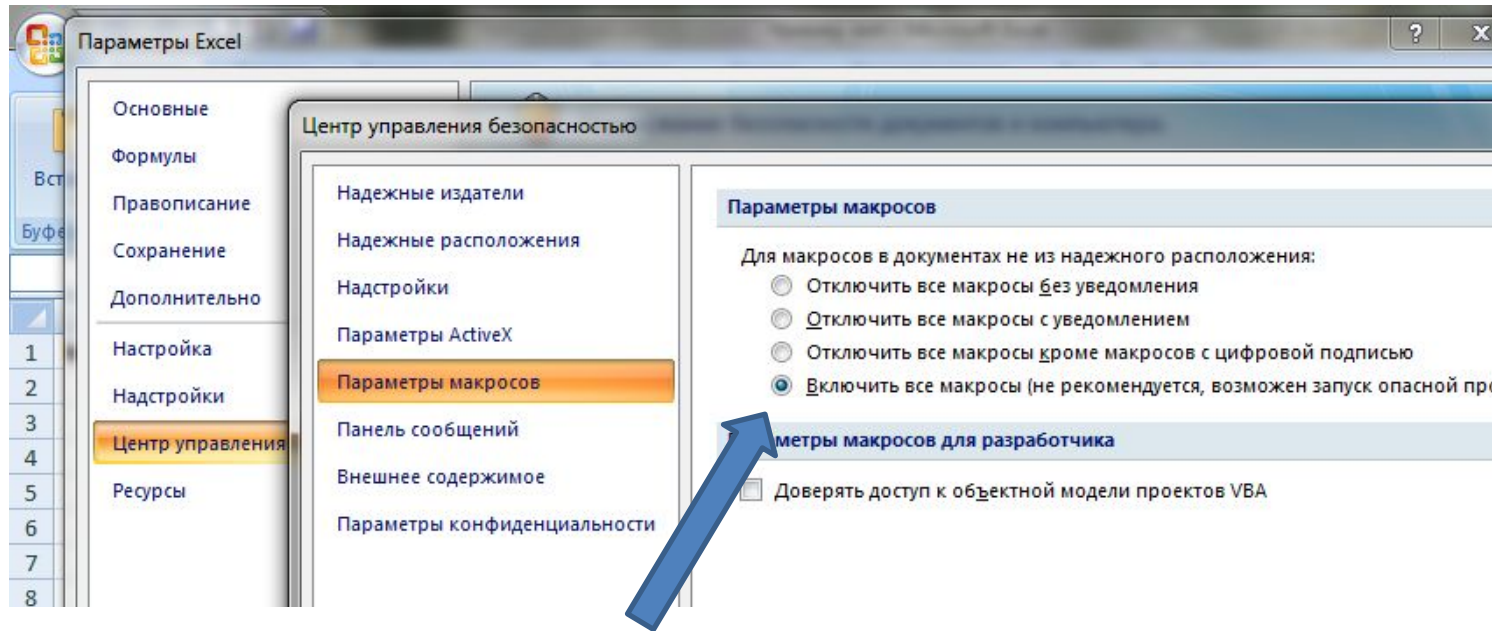 Параметры Excel
?
X
Основные
Формулы
Правописание
Сохранение
Дополнительно
Настройка
Надстройки
Центр управления
Ресурсы
Вст
Буфе
1
2
3
4
5
6
7
8
Центр управления безопасностью
Надежные издатели
Надежные расположения
Надстройки
Параметры ActiveX
Параметры макросов
Панель сообщений
Внешнее содержимое
Параметры конфиденциальности
Параметры макросов
Для макросов в документах не из надежного расположения:
Отключить все макросы без уведомления
Отключить все макросы с уведомлением
Отключить все макросы кроме макросов с цифровой подписью
Включить все макросы (не рекомендуется, возможен запуск опасной про
метры макросов для разработчика
Доверять доступ к объектной модели проектов VBA